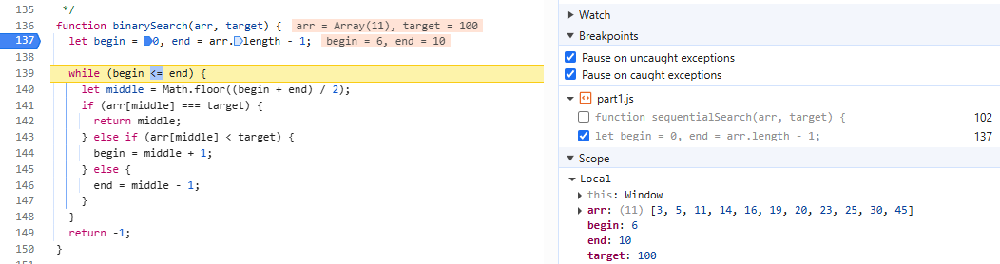 135 */
136 function binarySearch(arr, target) { arr = Array(11), target = 100
137 let begin = 0, end = arr.length - 1; begin = 6, end = 10
138
139 while (begin <= end) {
140 let middle = Math.floor((begin + end) / 2);
141 if (arr[middle] === target) {
142 return middle;
143 } else if (arr[middle] < target) {
144 begin = middle + 1;
145 } else {
146 end = middle - 1;
147 }
148 }
149 return -1;
150 }
Watch
Breakpoints
Pause on uncaught exceptions
Pause on caught exceptions
part1.js
function sequentialSearch(arr, target) { 102
let begin = 0, end = arr.length - 1; 137
Scope
Local
this: Window
arr: (11) [3, 5, 11, 14, 16, 19, 20, 23, 25, 30, 45]
begin: 6
end: 10
target: 100